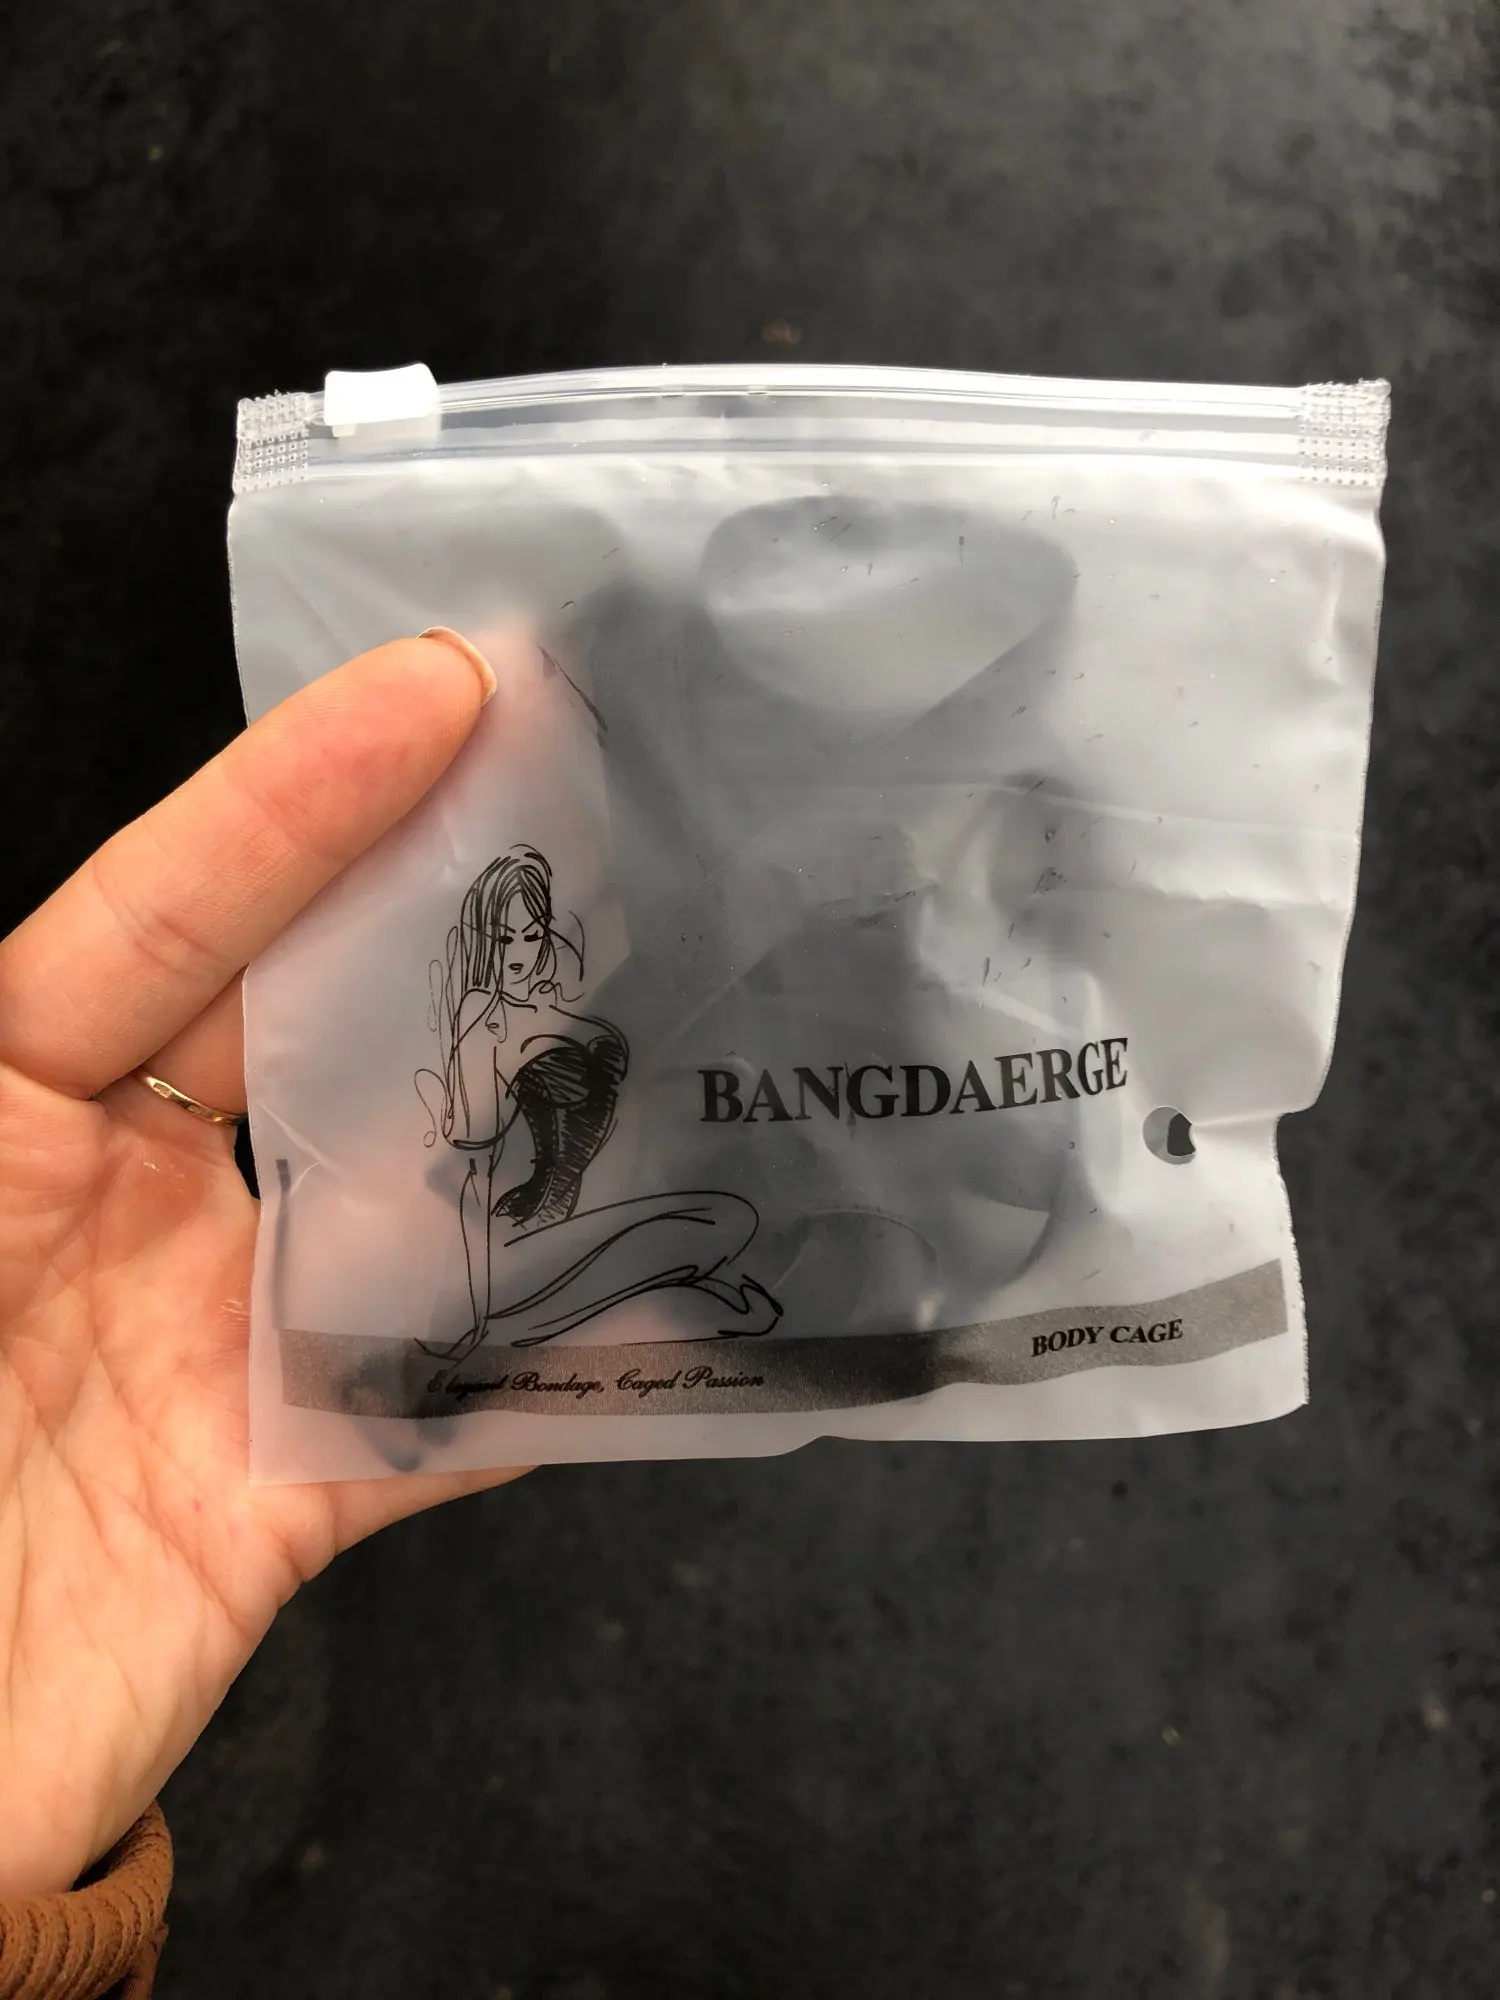 BANGDAERGE
BODY CAGE
Elegant Bondage, Caged Passion